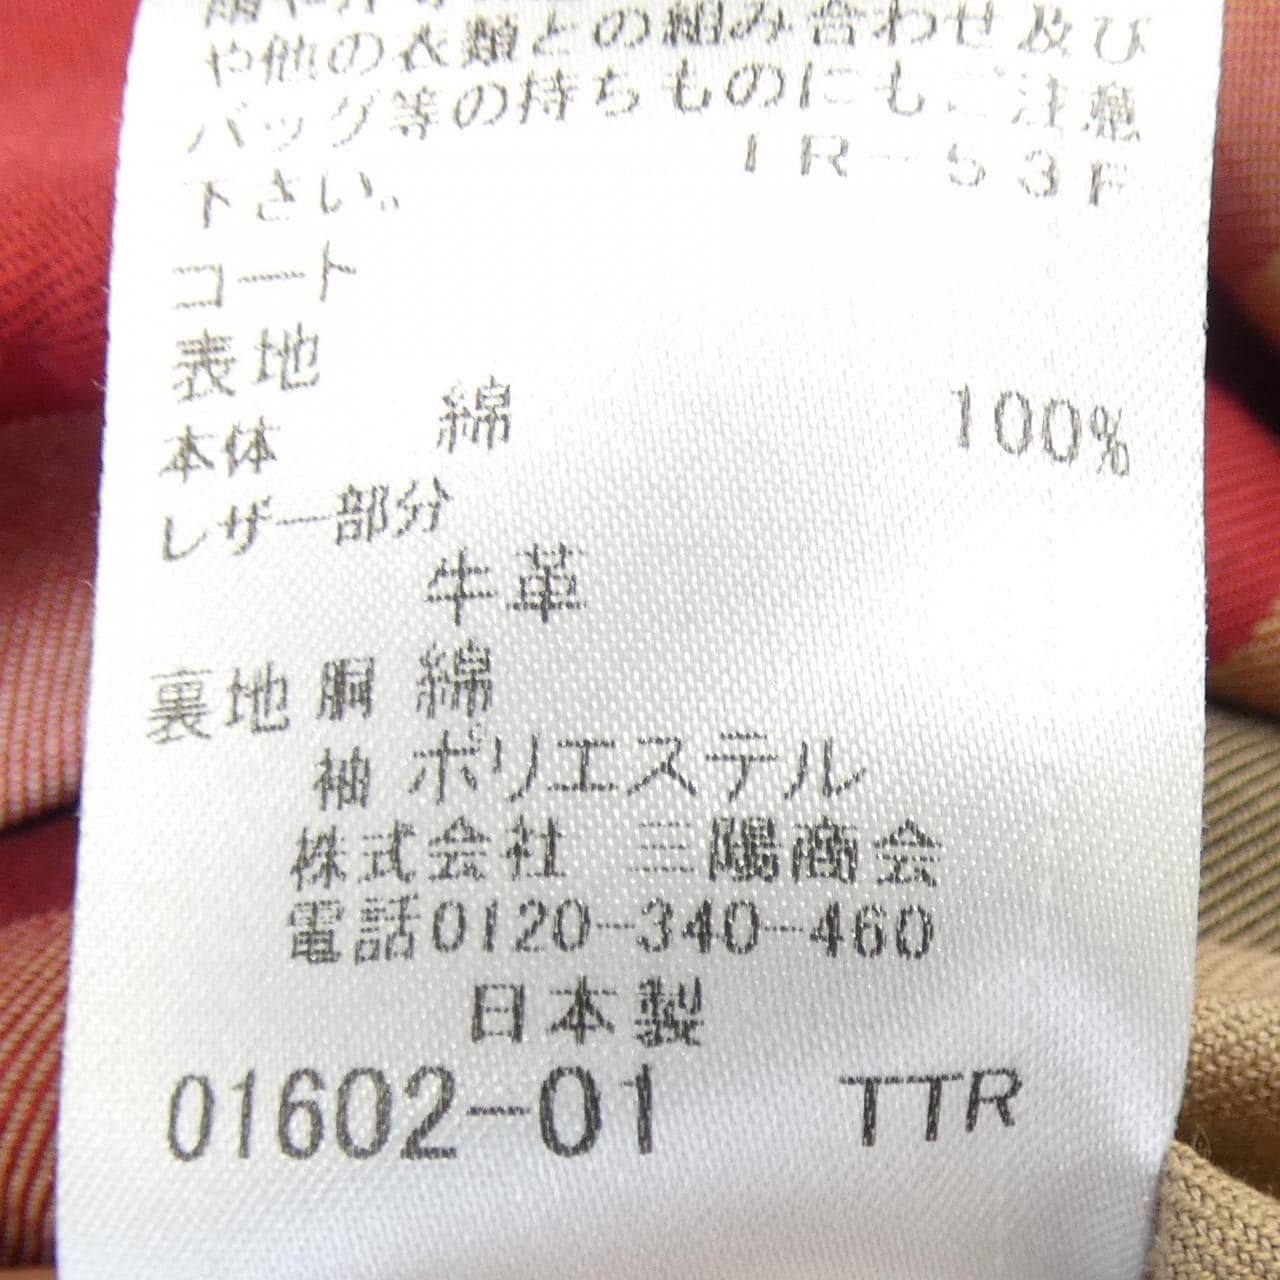 や他の衣類との組み合わせ及び
バッグ等の持ちものにもご注意
下さい。 IR-53F
コート
表地
本体 綿 100%
レザー部分
牛革
裏地 胴 綿
袖 ポリエステル
株式会社 三陽商会
電話0120-340-460
日本製
01602-01 TTR